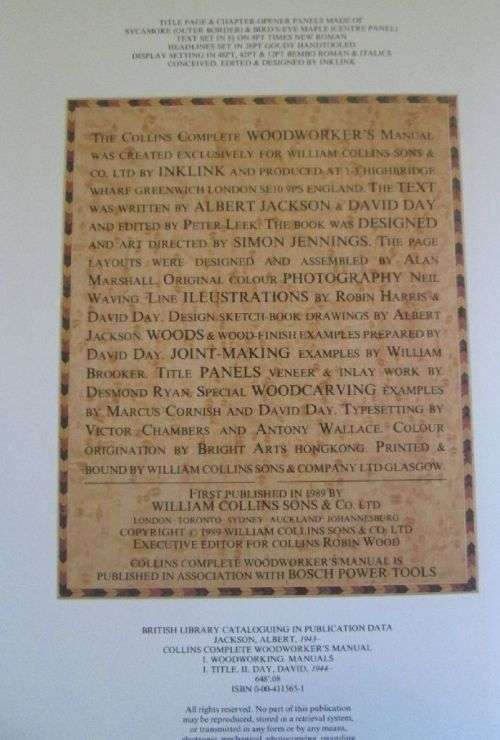 TITLE PAGE & CHAPTER-OPENER PANELS MADE OF
SYCAMORE (OUTER BORDER) & BIRD'S-EYE MAPLE (CENTRE PANEL)
TEXT SET IN 8½ ON 9PT TIMES NEW ROMAN
HEADLINES SET IN 28PT GOUDY HANDTOOLED
DISPLAY SETTING IN 48PT, 42PT & 12PT BEMBO ROMAN & ITALICS
CONCEIVED, EDITED & DESIGNED BY INKLINK
THE COLLINS COMPLETE WOODWORKER'S MANUAL
WAS CREATED EXCLUSIVELY FOR WILLIAM COLLINS SONS &
CO. LTD BY INKLINK AND PRODUCED AT 1-3 HIGHBRIDGE
WHARF GREENWICH LONDON SE10 9PS ENGLAND. THE TEXT
WAS WRITTEN BY ALBERT JACKSON & DAVID DAY
AND EDITED BY PETER LEEK. THE BOOK WAS DESIGNED
AND ART DIRECTED BY SIMON JENNINGS. THE PAGE
LAYOUTS WERE DESIGNED AND ASSEMBLED BY ALAN
MARSHALL. ORIGINAL COLOUR PHOTOGRAPHY NEIL
WAVING. LINE ILLUSTRATIONS BY ROBIN HARRIS &
DAVID DAY. DESIGN SKETCH-BOOK DRAWINGS BY ALBERT
JACKSON. WOODS & WOOD-FINISH EXAMPLES PREPARED BY
DAVID DAY. JOINT-MAKING EXAMPLES BY WILLIAM
BROOKER. TITLE PANELS VENEER & INLAY WORK BY
DESMOND RYAN. SPECIAL WOODCARVING EXAMPLES
BY MARCUS CORNISH AND DAVID DAY. TYPESETTING BY
VICTOR CHAMBERS AND ANTONY WALLACE. COLOUR
ORIGINATION BY BRIGHT ARTS HONGKONG. PRINTED &
BOUND BY WILLIAM COLLINS SONS & COMPANY LTD GLASGOW.
FIRST PUBLISHED IN 1989 BY
WILLIAM COLLINS SONS & CO. LTD
LONDON · TORONTO · SYDNEY · AUCKLAND · JOHANNESBURG
COPYRIGHT © 1989 WILLIAM COLLINS SONS & CO. LTD
EXECUTIVE EDITOR FOR COLLINS ROBIN WOOD
COLLINS COMPLETE WOODWORKER'S MANUAL IS
PUBLISHED IN ASSOCIATION WITH BOSCH POWER TOOLS
BRITISH LIBRARY CATALOGUING IN PUBLICATION DATA
JACKSON, ALBERT, 1943–
COLLINS COMPLETE WOODWORKER'S MANUAL
1. WOODWORKING. MANUALS
I. TITLE. II. DAY, DAVID, 1944–
648'.08
ISBN 0-00-411565-1
All rights reserved. No part of this publication
may be reproduced, stored in a retrieval system,
or transmitted in any form or by any means,
electronic, mechanical, photocopying, recording